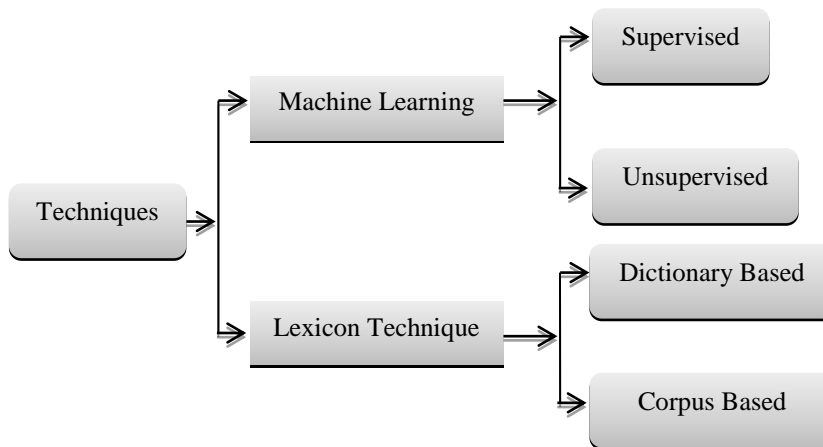 Supervised
Machine Learning
Unsupervised
Techniques
Dictionary Based
Lexicon Technique
Corpus Based